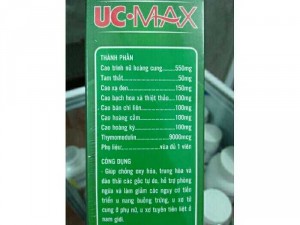 UC-MAX
THÀNH PHẦN
Cao trinh nữ hoàng cung..........550mg
Tam thất..........50mg
Cao xạ đen..........150mg
Cao bạch hoa xà thiệt thảo..........100mg
Cao bán chi liên..........100mg
Cao hoàng cầm..........100mg
Cao hoàng kỳ..........100mg
Thymomodulin..........9000mcg
Phụ liệu..........vừa đủ 1 viên
CÔNG DỤNG
- Giúp chống oxy hóa, trung hòa và
đào thải các gốc tự do, hỗ trợ phòng
ngừa và làm giảm các nguy cơ tiến
triển u nang buồng trứng, u xơ tử
cung ở phụ nữ, u xơ tuyến tiền liệt ở
nam giới.